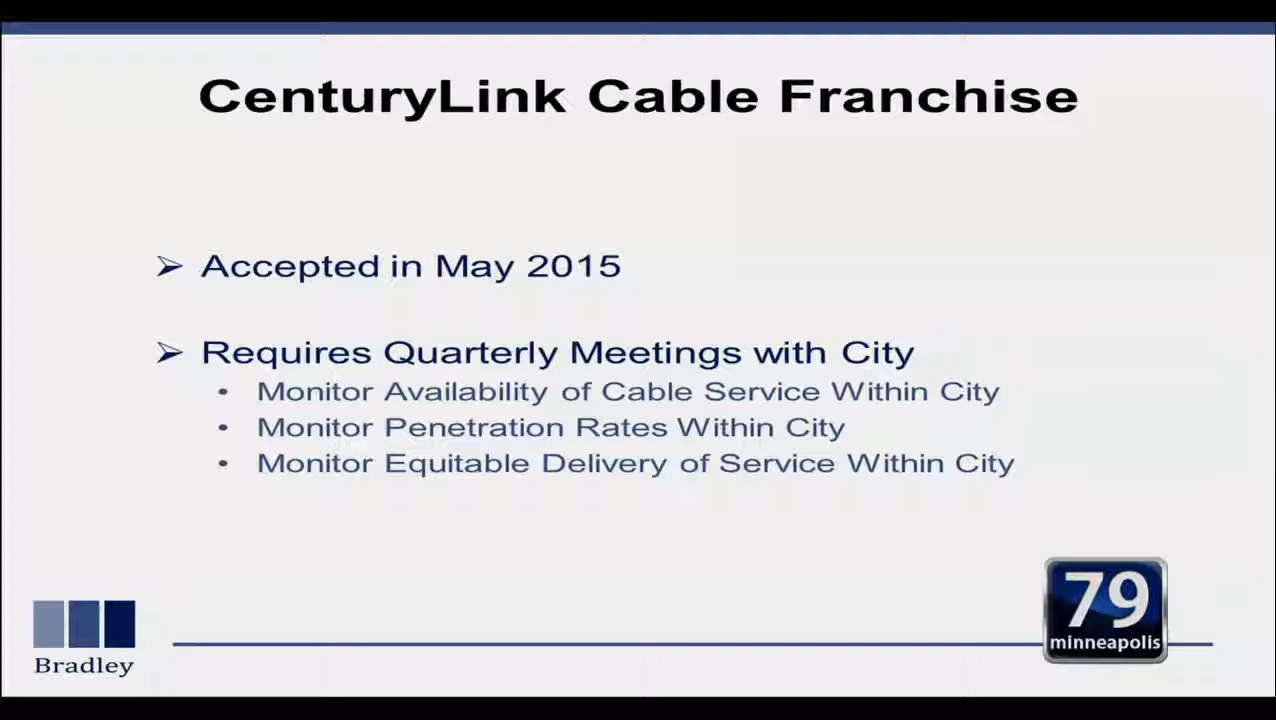 CenturyLink Cable Franchise
➢ Accepted in May 2015
➢ Requires Quarterly Meetings with City
• Monitor Availability of Cable Service Within City
• Monitor Penetration Rates Within City
• Monitor Equitable Delivery of Service Within City
79
minneapolis
Bradley